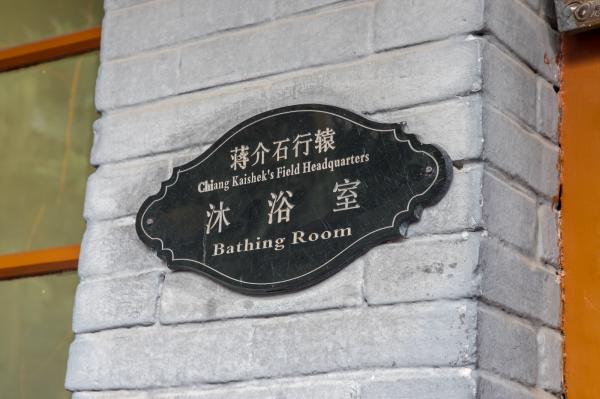 蒋介石行辕
Chiang Kaishek's Field Headquarters
沐浴室
Bathing Room